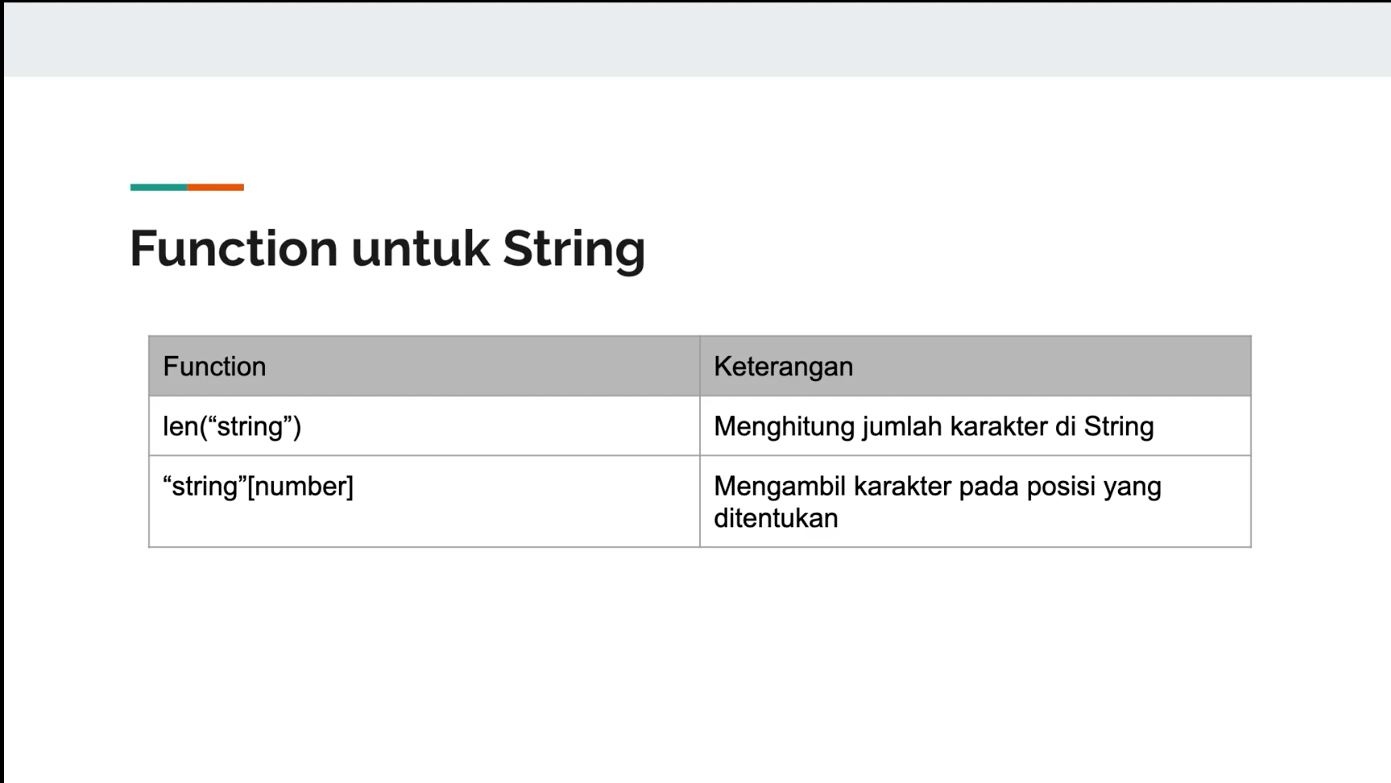 Function untuk String
Function
Keterangan
len(“string”)
Menghitung jumlah karakter di String
“string”[number]
Mengambil karakter pada posisi yang
ditentukan